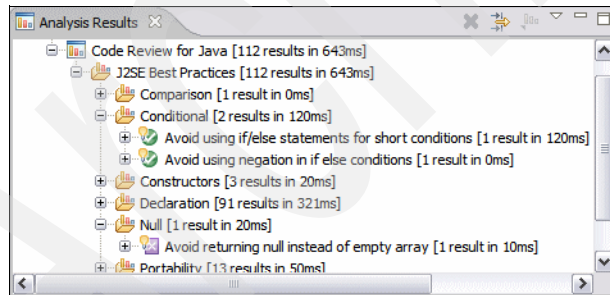 Analysis Results
Code Review for Java [112 results in 643ms]
J2SE Best Practices [112 results in 643ms]
Comparison [1 result in 0ms]
Conditional [2 results in 120ms]
Avoid using if/else statements for short conditions [1 result in 120ms]
Avoid using negation in if else conditions [1 result in 0ms]
Constructors [3 results in 20ms]
Declaration [91 results in 321ms]
Null [1 result in 20ms]
Avoid returning null instead of empty array [1 result in 10ms]
Portability [13 results in 50ms]